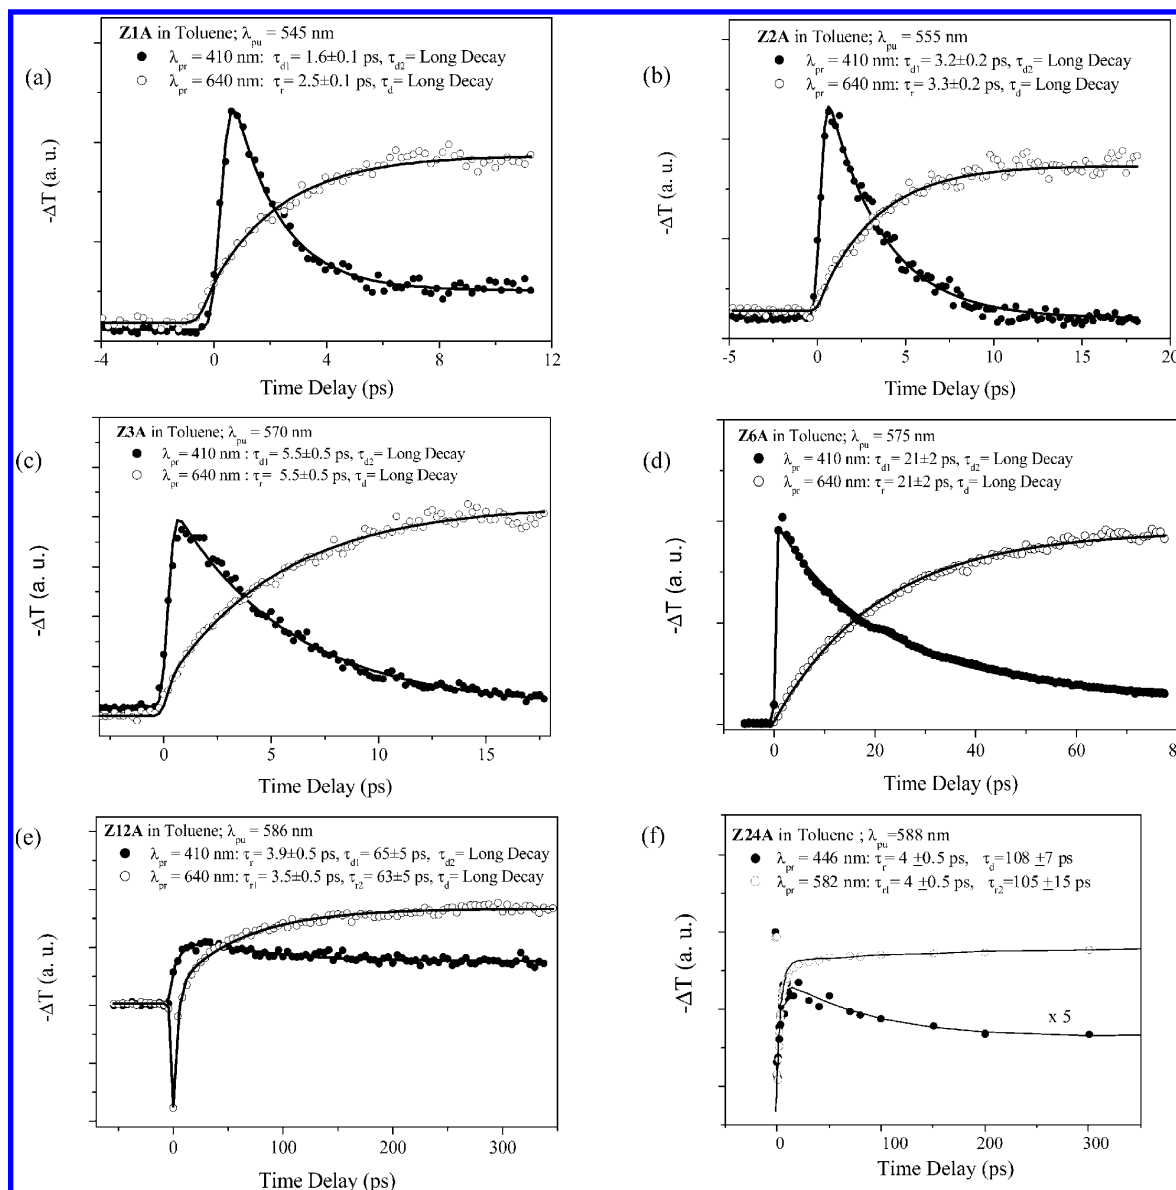 (a)
Z1A in Toluene; λpu = 545 nm
λpr = 410 nm: τd1 = 1.6±0.1 ps, τd2= Long Decay
λpr = 640 nm: τr = 2.5±0.1 ps, τd= Long Decay
-ΔT (a. u.)
-4 0 4 8 12
Time Delay (ps)
(b)
Z2A in Toluene; λpu = 555 nm
λpr = 410 nm: τd1= 3.2±0.2 ps, τd2= Long Decay
λpr = 640 nm: τr= 3.3±0.2 ps, τd= Long Decay
-ΔT (a. u.)
-5 0 5 10 15 20
Time Delay (ps)
(c)
Z3A in Toluene; λpu = 570 nm
λpr = 410 nm : τd1= 5.5±0.5 ps, τd2= Long Decay
λpr = 640 nm : τr= 5.5±0.5 ps, τd= Long Decay
-ΔT (a. u.)
0 5 10 15
Time Delay (ps)
(d)
Z6A in Toluene; λpu = 575 nm
λpr = 410 nm: τd1= 21±2 ps, τd2= Long Decay
λpr = 640 nm: τr= 21±2 ps, τd= Long Decay
-ΔT (a. u.)
0 20 40 60 8
Time Delay (ps)
(e)
Z12A in Toluene; λpu = 586 nm
λpr = 410 nm: τr= 3.9±0.5 ps, τd1= 65±5 ps, τd2= Long Decay
λpr = 640 nm: τr1= 3.5±0.5 ps, τr2= 63±5 ps, τd= Long Decay
-ΔT (a. u.)
0 100 200 300
Time Delay (ps)
(f)
Z24A in Toluene ; λpu=588 nm
λpr = 446 nm: τr= 4 ±0.5 ps, τd=108 ±7 ps
λpr = 582 nm: τr1= 4 ±0.5 ps, τr2=105 ±15 ps
-ΔT (a. u.)
x 5
0 100 200 300
Time Delay (ps)